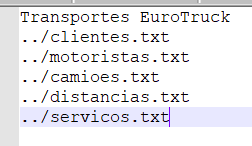 Transportes EuroTruck
../clientes.txt
../motoristas.txt
../camioes.txt
../distancias.txt
../servicos.txt